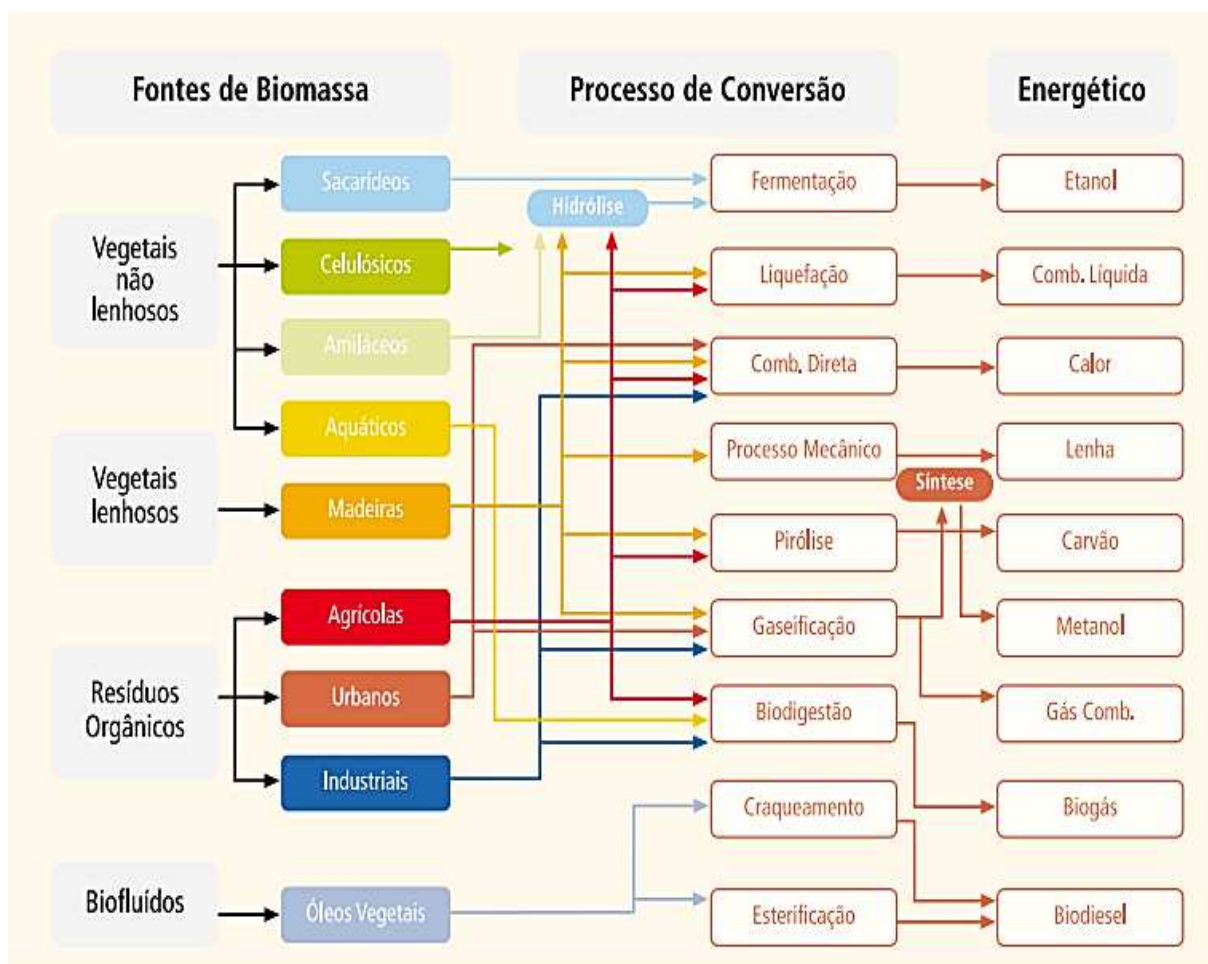 Fontes de Biomassa
Processo de Conversão
Energético
Vegetais
não
lenhosos
Vegetais
lenhosos
Resíduos
Orgânicos
Biofluídos
Sacarídeos
Celulósicos
Amiláceos
Aquáticos
Madeiras
Agrícolas
Urbanos
Industriais
Óleos Vegetais
Hidrólise
Fermentação
Liquefação
Comb. Direta
Processo Mecânico
Pirólise
Gaseificação
Biodigestão
Craqueamento
Esterificação
Síntese
Etanol
Comb. Líquida
Calor
Lenha
Carvão
Metanol
Gás Comb.
Biogás
Biodiesel